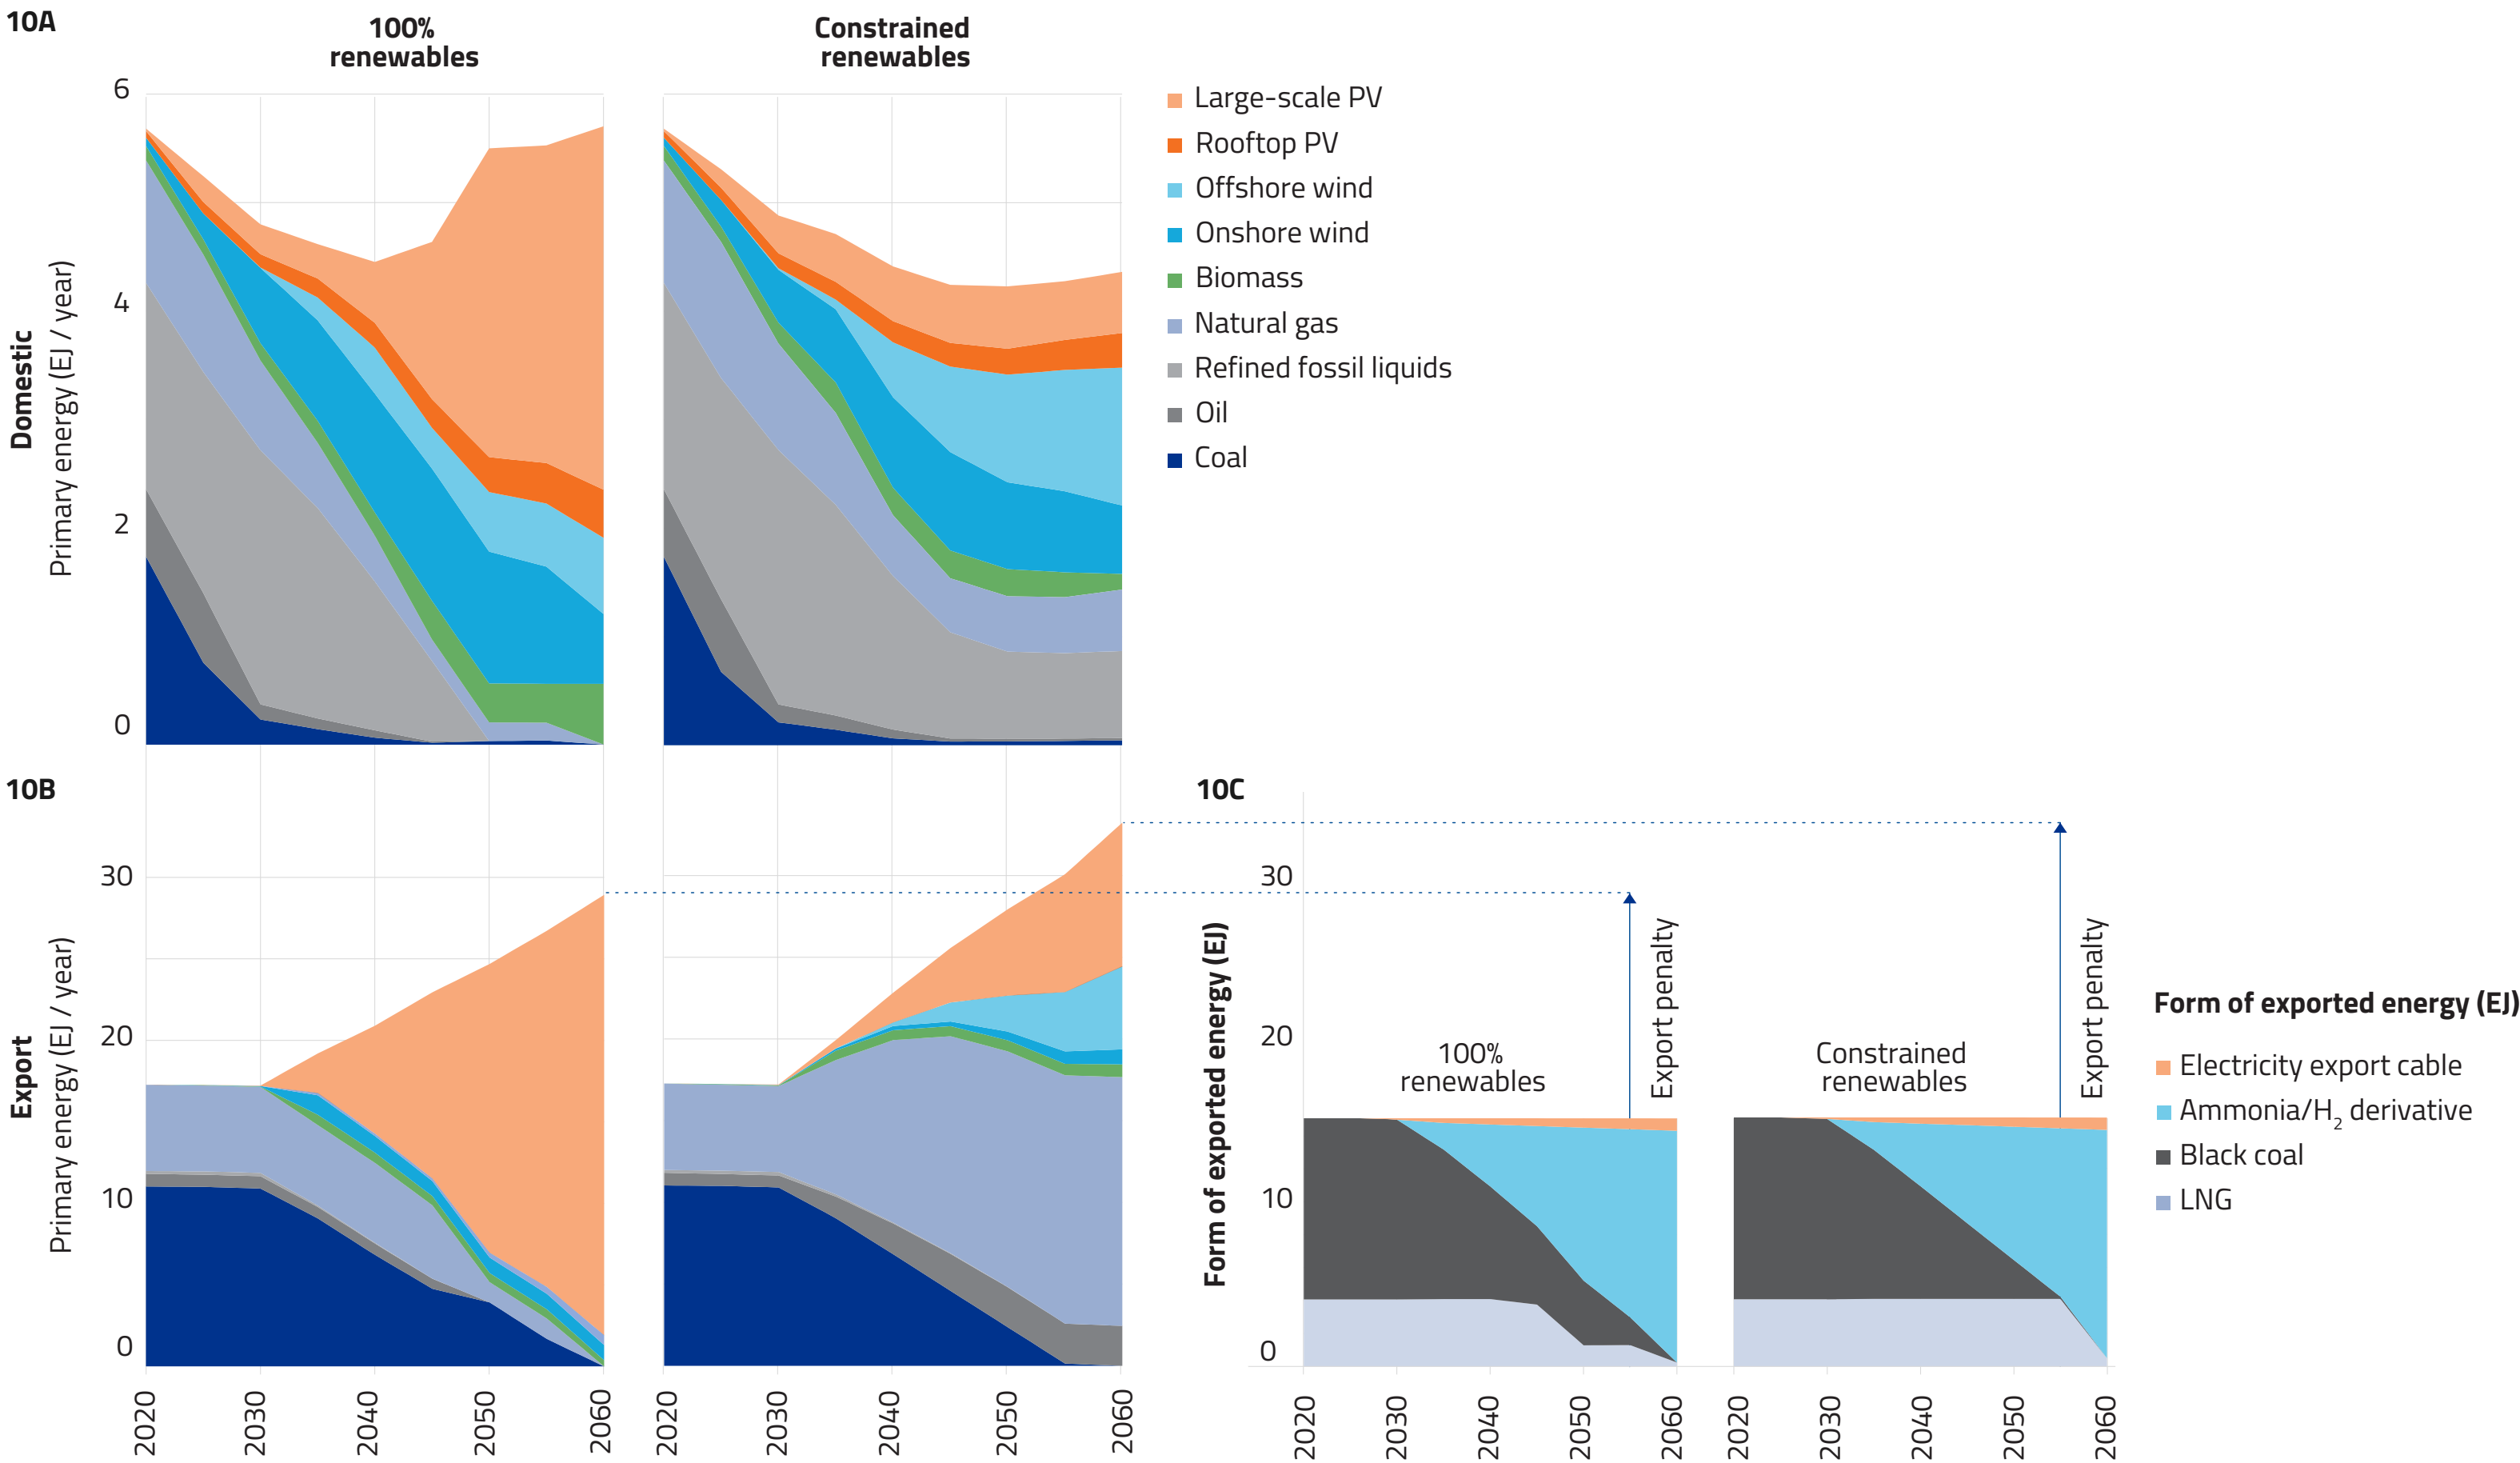 10A
100%
renewables
Constrained
renewables
6
4
2
0
Domestic
Primary energy (EJ / year)
Large-scale PV
Rooftop PV
Offshore wind
Onshore wind
Biomass
Natural gas
Refined fossil liquids
Oil
Coal
10B
30
20
10
0
Export
Primary energy (EJ / year)
2020
2030
2040
2050
2060
2020
2030
2040
2050
2060
10C
30
20
10
0
Form of exported energy (EJ)
100%
renewables
Export penalty
Constrained
renewables
Export penalty
2020
2030
2040
2050
2060
2020
2030
2040
2050
2060
Form of exported energy (EJ)
Electricity export cable
Ammonia/H2 derivative
Black coal
LNG